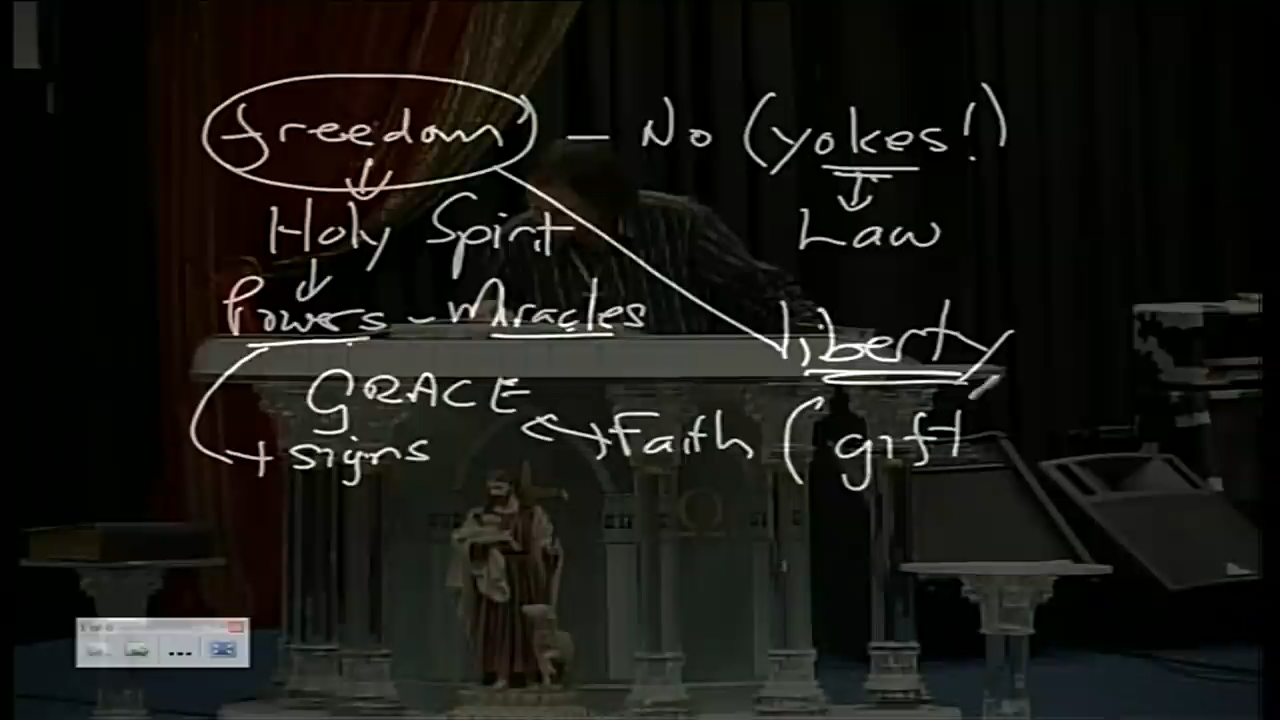 freedom – No (yokes!)
Holy Spirit
Law
Powers – Miracles
liberty
GRACE
+ signs
Faith (gift